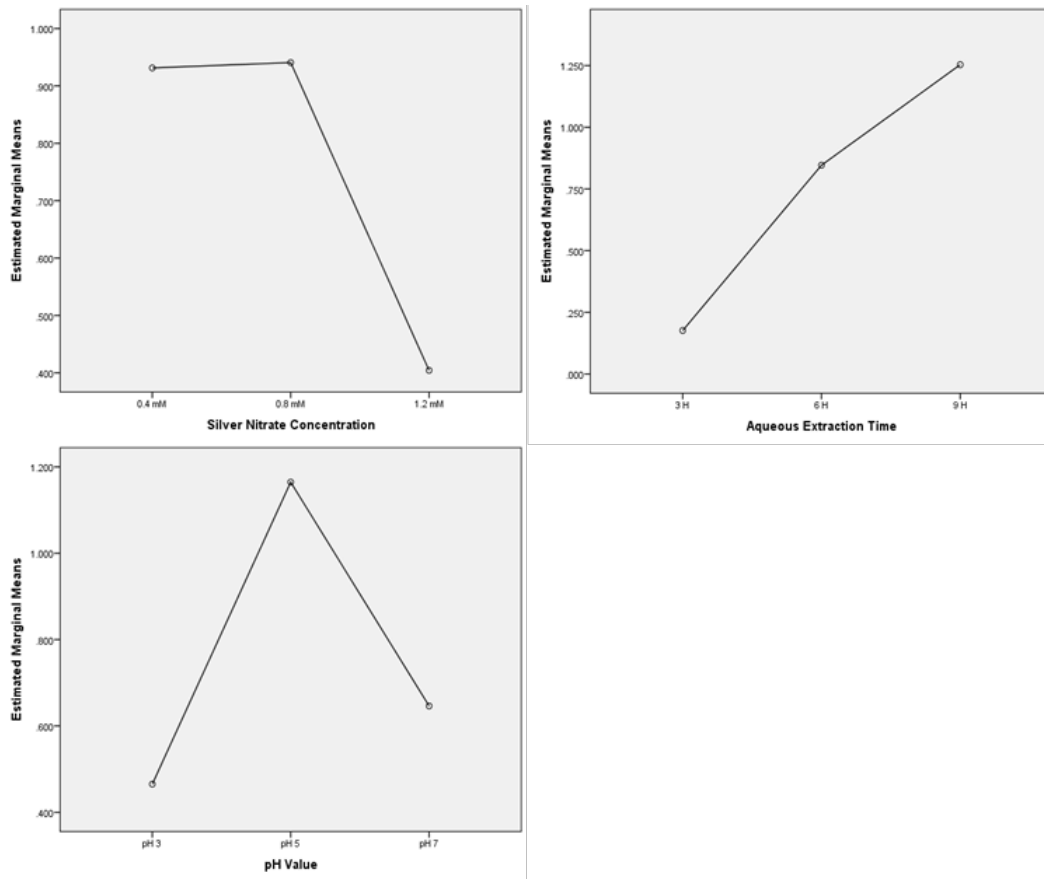 Estimated Marginal Means
1.000
.900
.800
.700
.600
.500
.400
0.4 mM
0.8 mM
1.2 mM
Silver Nitrate Concentration
Estimated Marginal Means
1.250
1.000
.750
.500
.250
.000
3 H
6 H
9 H
Aqueous Extraction Time
Estimated Marginal Means
1.200
1.000
.800
.600
.400
pH 3
pH 5
pH 7
pH Value